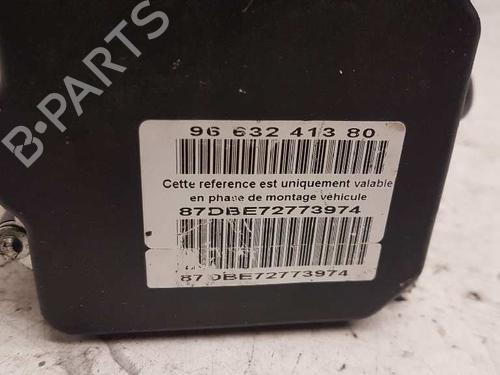 B-PARTS
96 632 413 80
Cette reference est uniquement valable
en phase de montage véhicule
87DBE72773974
87DBE72773974